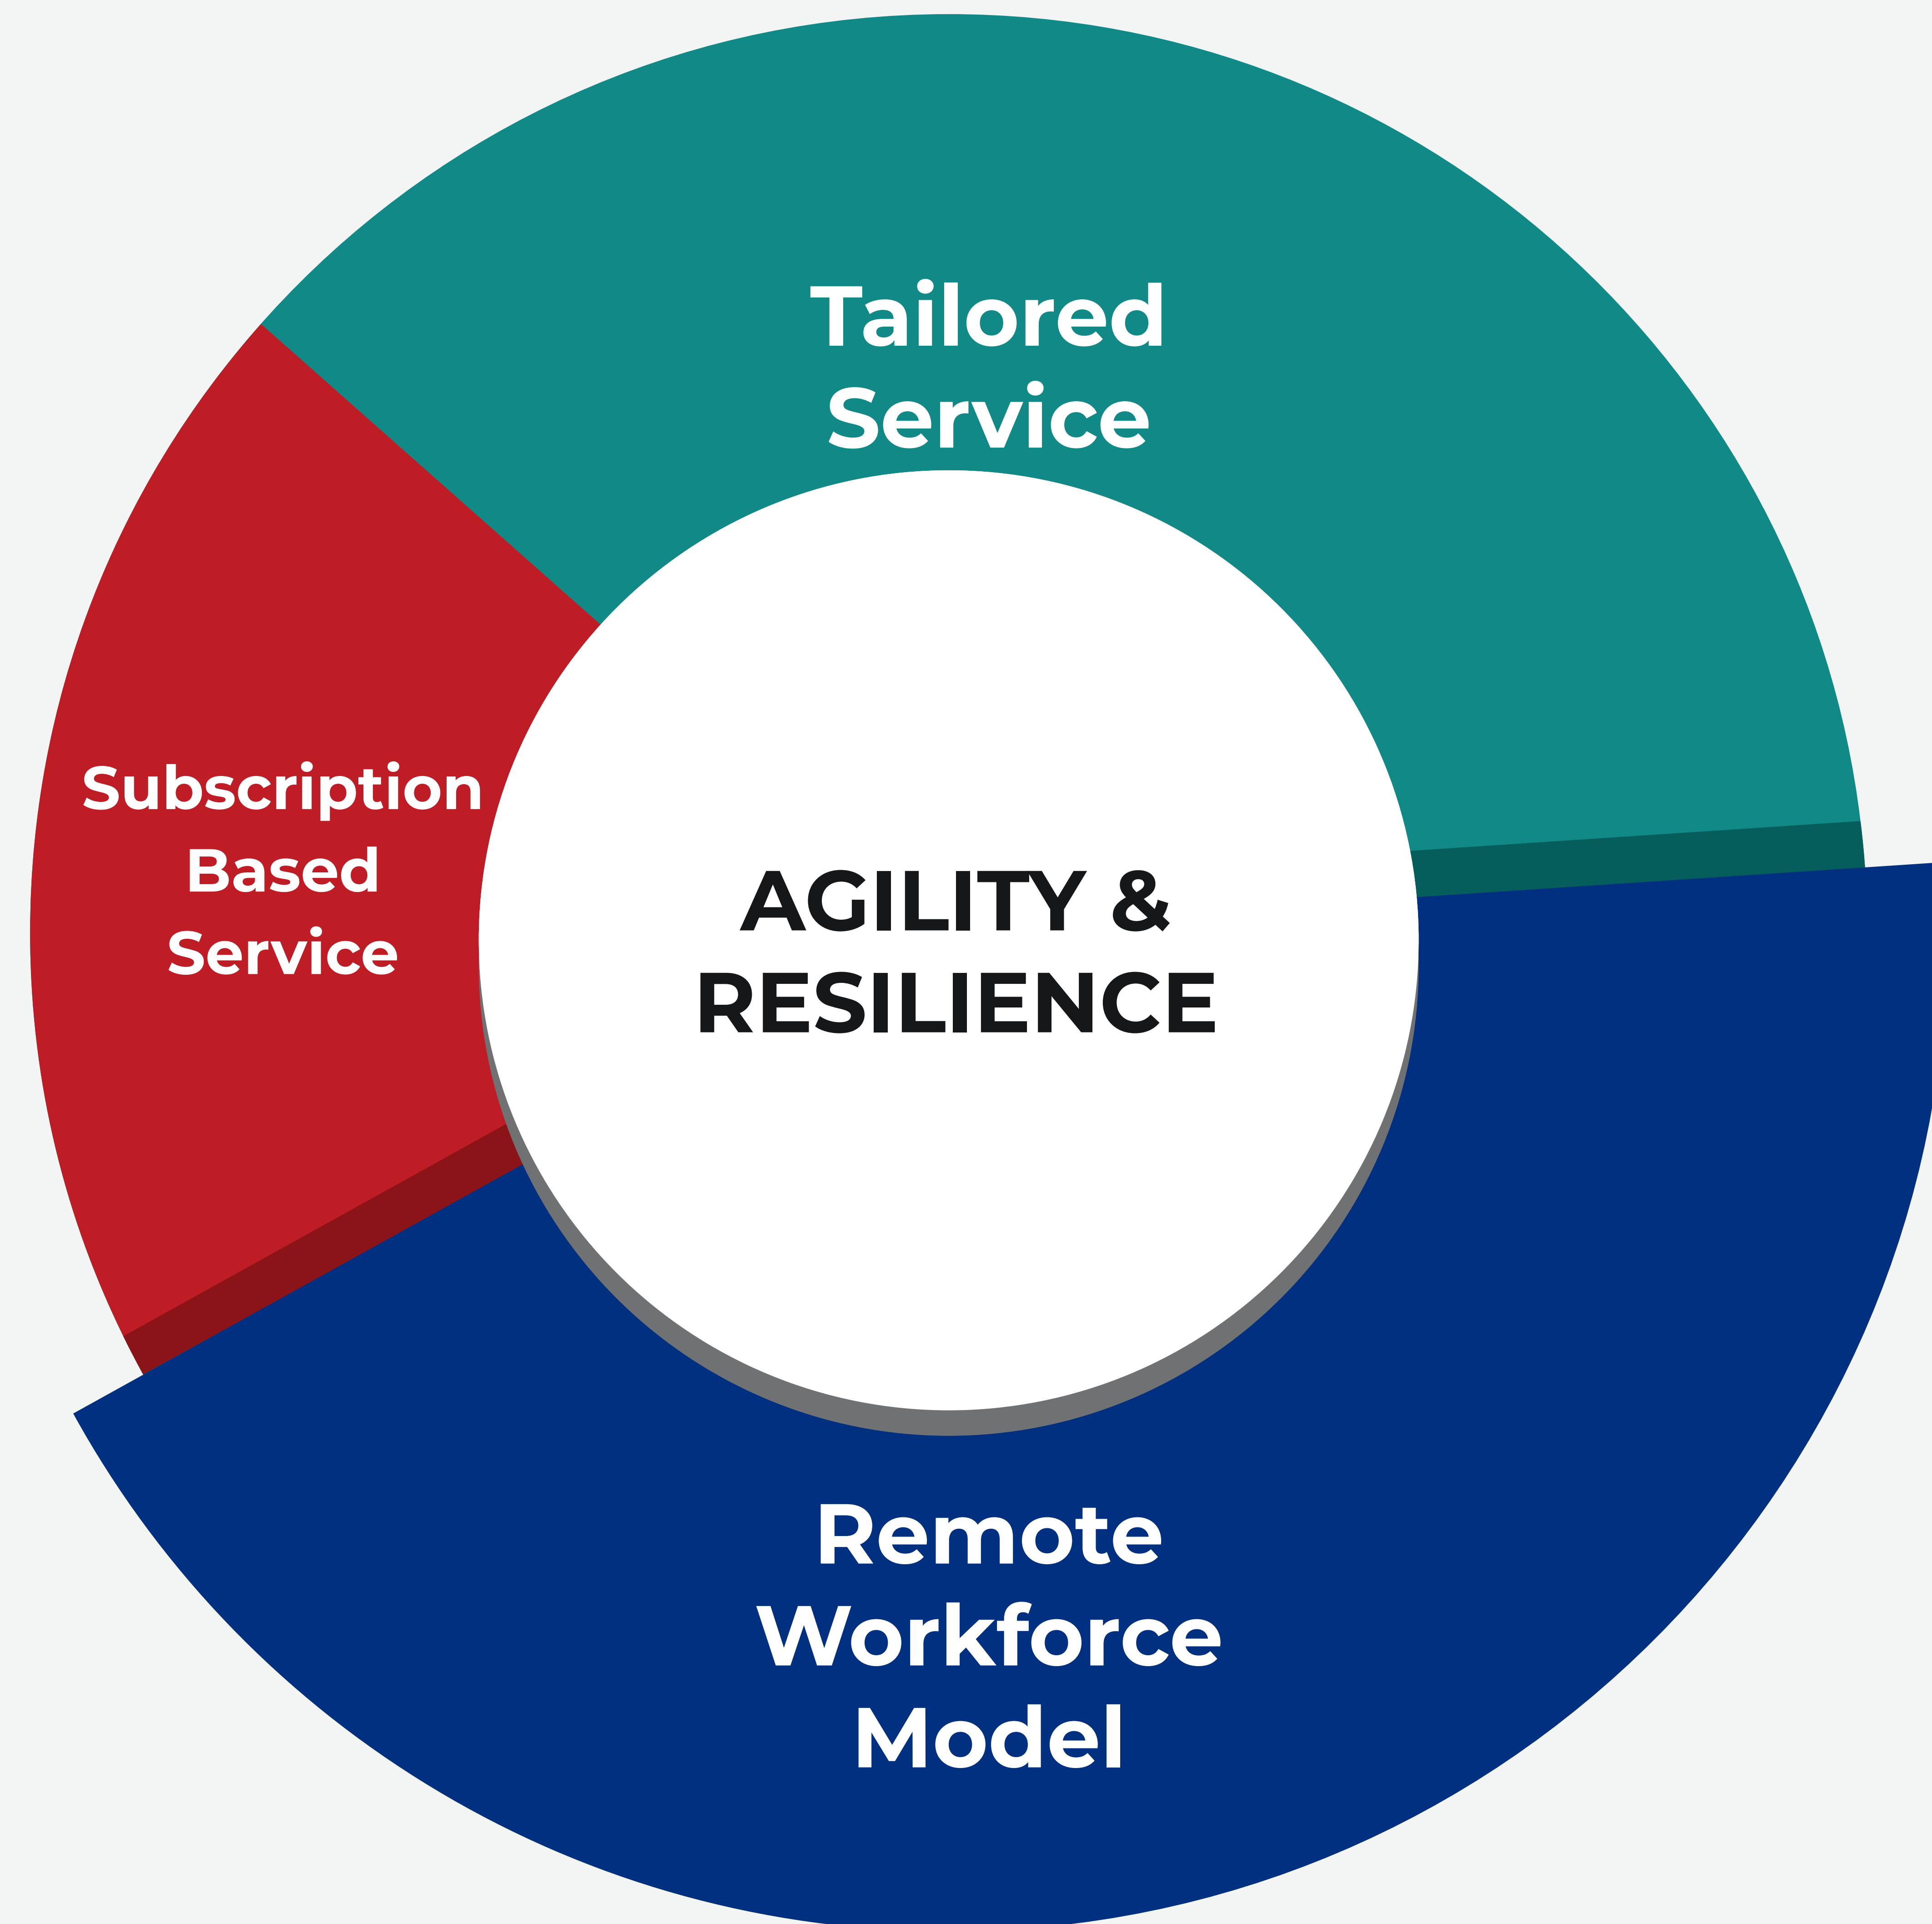 Tailored
Service
Subscription
Based
Service
AGILITY &
RESILIENCE
Remote
Workforce
Model